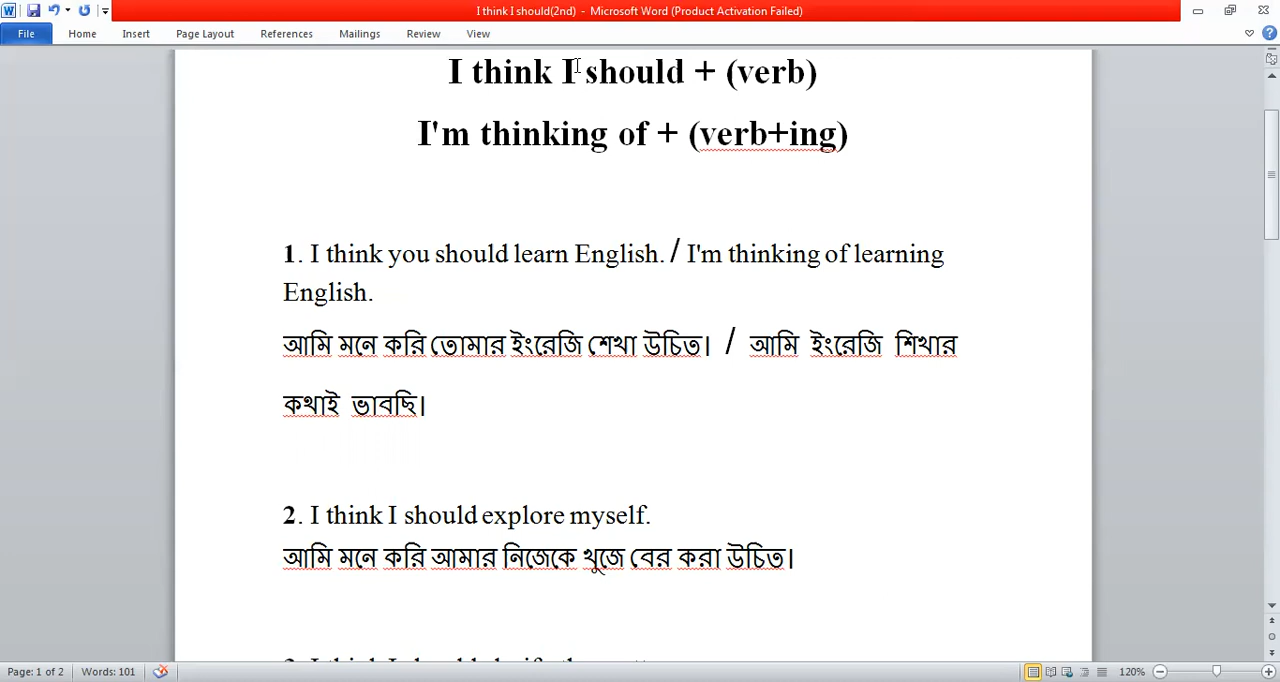 I think I should(2nd) - Microsoft Word (Product Activation Failed)
File Home Insert Page Layout References Mailings Review View
I think I should + (verb)
I'm thinking of + (verb+ing)
1. I think you should learn English. / I'm thinking of learning
English.
আমি মনে করি তোমার ইংরেজি শেখা উচিত। / আমি ইংরেজি শিখার
কথাই ভাবছি।
2. I think I should explore myself.
আমি মনে করি আমার নিজেকে খুজে বের করা উচিত।
Page: 1 of 2 Words: 101 120%